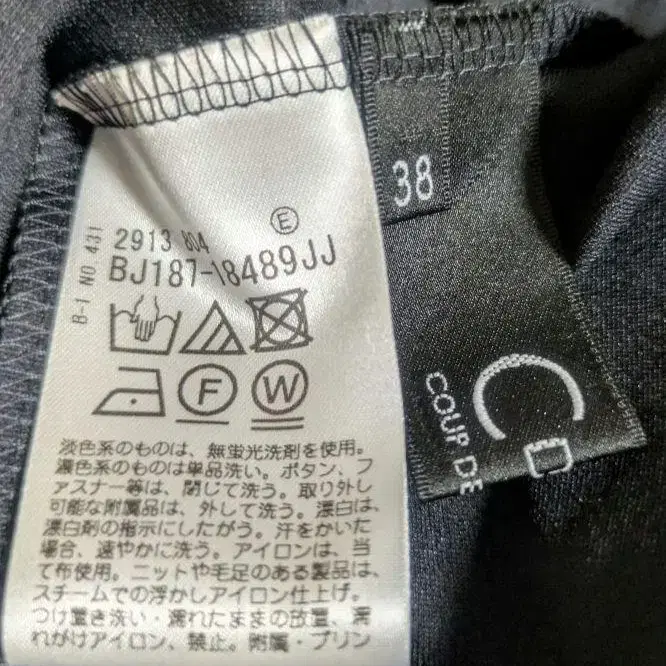 Ⓔ
2913 804
BJ187-18489JJ
B-1 NO 431
F
W
淡色系のものは、無蛍光洗剤を使用。
濃色系のものは単品洗い。ボタン、フ
ァスナー等は、閉じて洗う。取り外し
可能な附属品は、外して洗う。漂白は、
漂白剤の指示にしたがう。汗をかいた
場合、速やかに洗う。アイロンは、当
て布使用。ニットや毛足のある製品は、
スチームでの浮かしアイロン仕上げ。
つけ置き洗い・濡れたままの放置、濡
れがけアイロン、禁止。附属・プリン
38
COUP DE